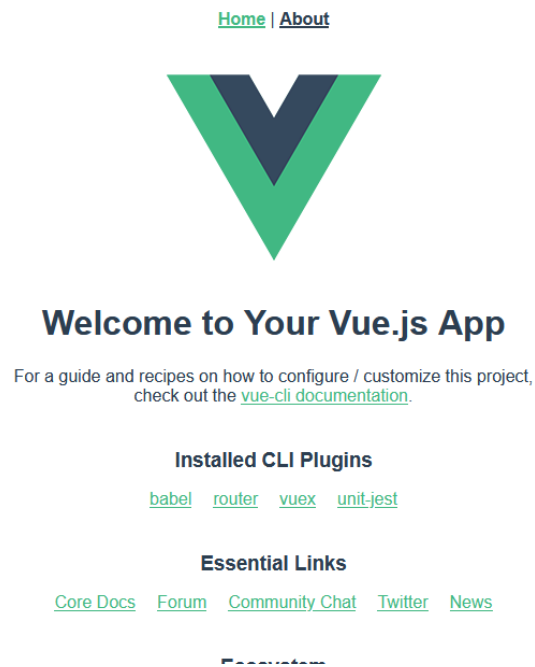 Home | About
Welcome to Your Vue.js App
For a guide and recipes on how to configure / customize this project,
check out the vue-cli documentation.
Installed CLI Plugins
babel router vuex unit-jest
Essential Links
Core Docs Forum Community Chat Twitter News
Ecosystem